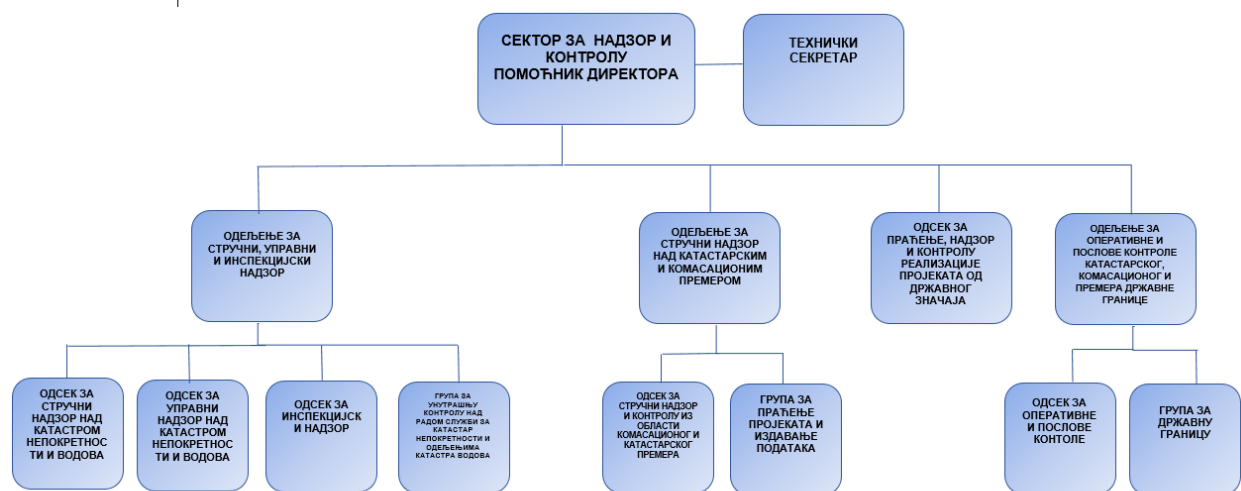 СЕКТОР ЗА НАДЗОР И
КОНТРОЛУ
ПОМОЋНИК ДИРЕКТОРА
ТЕХНИЧКИ
СЕКРЕТАР
ОДЕЉЕЊЕ ЗА
СТРУЧНИ, УПРАВНИ
И ИНСПЕКЦИЈСКИ
НАДЗОР
ОДЕЉЕЊЕ ЗА
СТРУЧНИ НАДЗОР
НАД КАТАСТАРСКИМ
И КОМАСАЦИОНИМ
ПРЕМЕРОМ
ОДСЕК ЗА
ПРАЋЕЊЕ, НАДЗОР
И КОНТРОЛУ
РЕАЛИЗАЦИЈЕ
ПРОЈЕКАТА ОД
ДРЖАВНОГ
ЗНАЧАЈА
ОДЕЉЕЊЕ ЗА
ОПЕРАТИВНЕ И
ПОСЛОВЕ КОНТРОЛЕ
КАТАСТАРСКОГ,
КОМАСАЦИОНОГ И
ПРЕМЕРА ДРЖАВНЕ
ГРАНИЦЕ
ОДСЕК ЗА
СТРУЧНИ
НАДЗОР НАД
КАТАСТРОМ
НЕПОКРЕТНОС
ТИ И ВОДОВА
ОДСЕК ЗА
УПРАВНИ
НАДЗОР НАД
КАТАСТРОМ
НЕПОКРЕТНОС
ТИ И ВОДОВА
ОДСЕК ЗА
ИНСПЕКЦИЈСК
И НАДЗОР
ГРУПА ЗА
УНУТРАШЊУ
КОНТРОЛУ НАД
РАДОМ СЛУЖБИ ЗА
КАТАСТАР
НЕПОКРЕТНОСТИ И
ОДЕЉЕЊИМА
КАТАСТРА ВОДОВА
ОДСЕК ЗА
СТРУЧНИ НАДЗОР
И КОНТРОЛУ ИЗ
ОБЛАСТИ
КОМАСАЦИОНОГ И
КАТАСТАРСКОГ
ПРЕМЕРА
ГРУПА ЗА
ПРАЋЕЊЕ
ПРОЈЕКАТА И
ИЗДАВАЊЕ
ПОДАТАКА
ОДСЕК ЗА
ОПЕРАТИВНЕ
И ПОСЛОВЕ
КОНТОЛЕ
ГРУПА ЗА
ДРЖАВНУ
ГРАНИЦУ